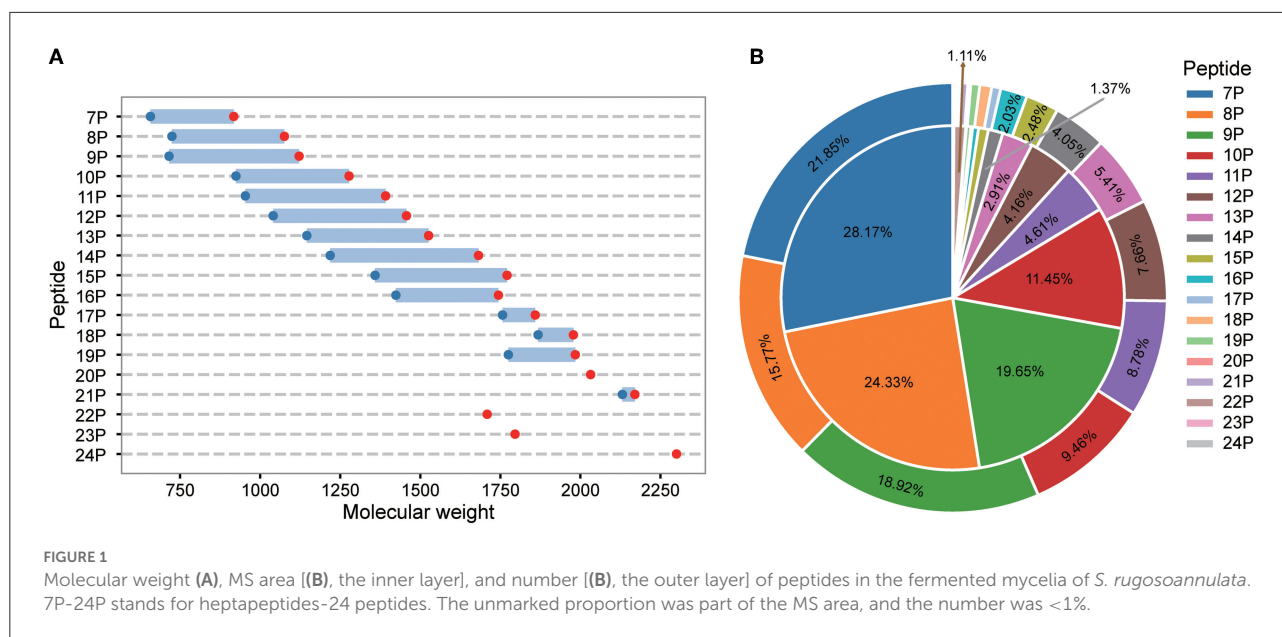 A
7P
8P
9P
10P
11P
12P
13P
14P
15P
16P
17P
18P
19P
20P
21P
22P
23P
24P
Peptide
750 1000 1250 1500 1750 2000 2250
Molecular weight
B
1.11%
1.37%
2.03%
2.48%
4.05%
5.41%
7.66%
8.78%
9.46%
18.92%
15.77%
21.85%
28.17%
24.33%
19.65%
11.45%
4.61%
4.16%
2.91%
Peptide
7P
8P
9P
10P
11P
12P
13P
14P
15P
16P
17P
18P
19P
20P
21P
22P
23P
24P
FIGURE 1
Molecular weight (A), MS area [(B), the inner layer], and number [(B), the outer layer] of peptides in the fermented mycelia of S. rugosoannulata.
7P-24P stands for heptapeptides-24 peptides. The unmarked proportion was part of the MS area, and the number was <1%.